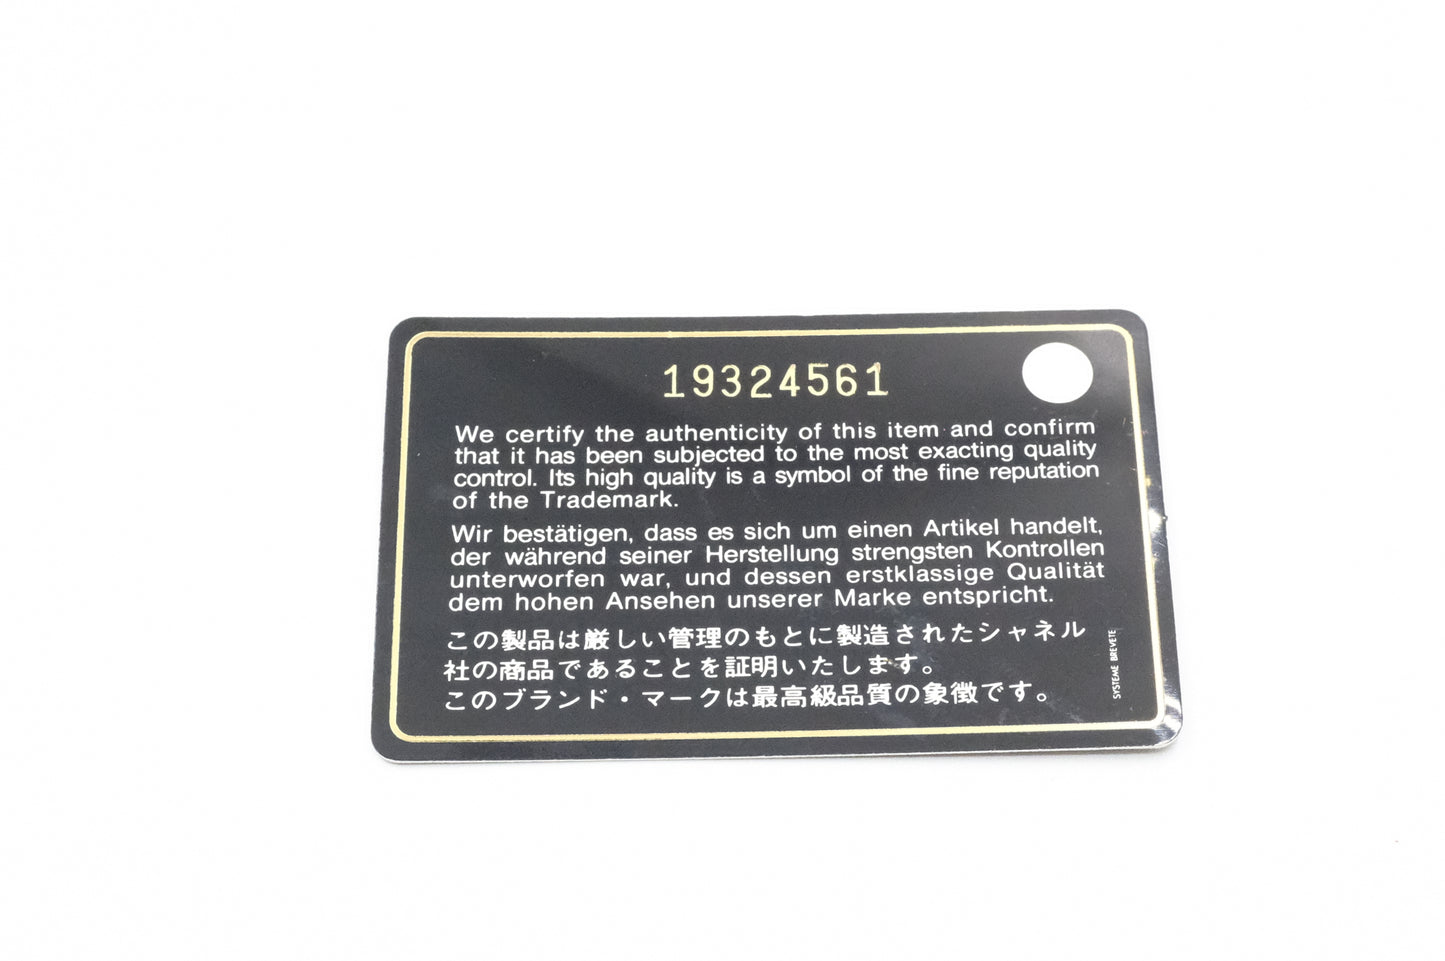 19324561
We certify the authenticity of this item and confirm
that it has been subjected to the most exacting quality
control. Its high quality is a symbol of the fine reputation
of the Trademark.
Wir bestätigen, dass es sich um einen Artikel handelt,
der während seiner Herstellung strengsten Kontrollen
unterworfen war, und dessen erstklassige Qualität
dem hohen Ansehen unserer Marke entspricht.
この製品は厳しい管理のもとに製造されたシャネル
社の商品であることを証明いたします。
このブランド・マークは最高級品質の象徴です。
SYSTEME BREVETE